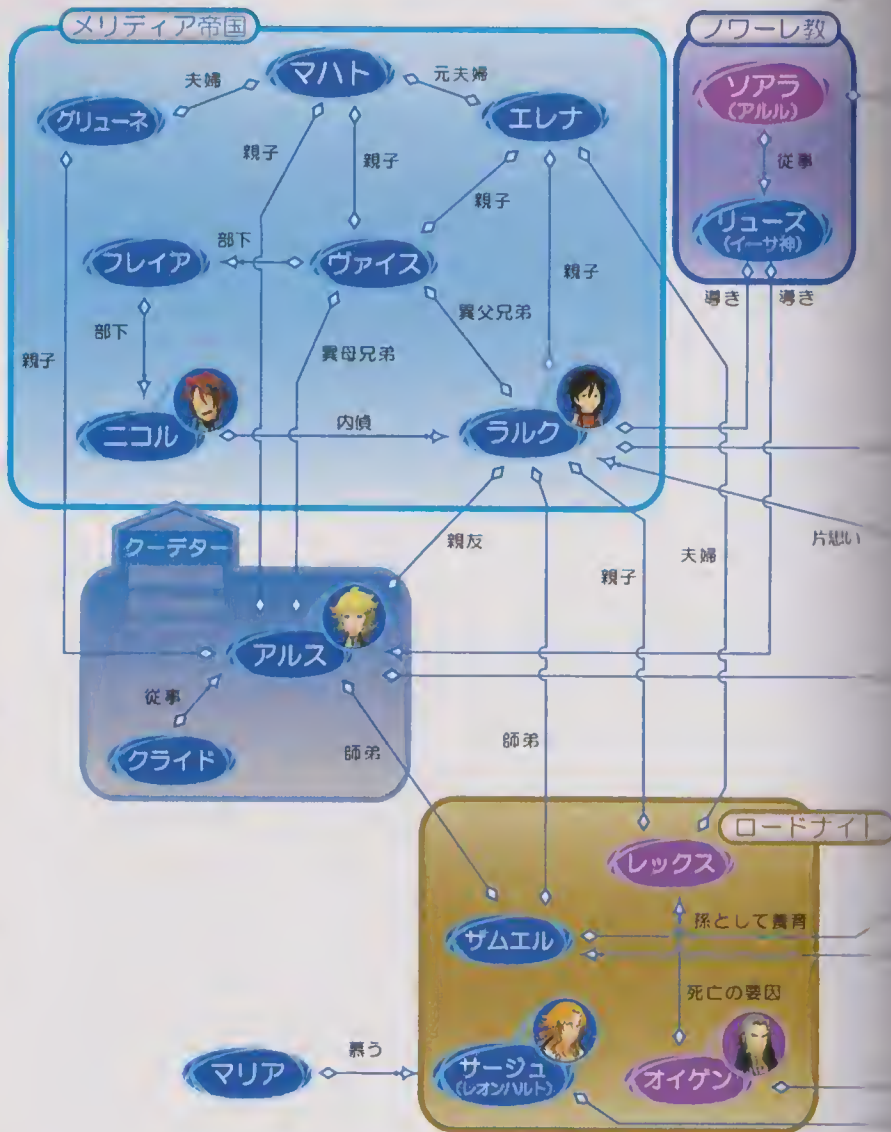 メリディア帝国
ノワーレ教
マハト
夫婦
元夫婦
グリューネ
エレナ
ソアラ
(アルル)
親子
親子
従事
親子
リューズ
(イーサ神)
部下
フレイア
ヴァイス
親子
導き
導き
部下
異父兄弟
親子
異母兄弟
ニコル
内偵
ラルク
クーデター
親友
片思い
親子
夫婦
アルス
従事
師弟
師弟
クライド
ロードナイト
レックス
ザムエル
孫として養育
死亡の要因
慕う
マリア
サージュ
(レオンハルト)
オイゲン